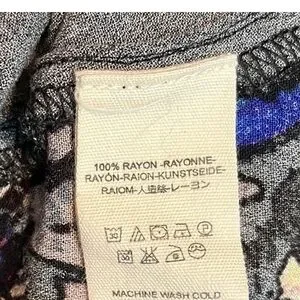 100% RAYON -RAYONNE-
RAYÓN-RAION-KUNSTSEIDE-
RAIOM-人造絲-レーヨン
MACHINE WASH COLD